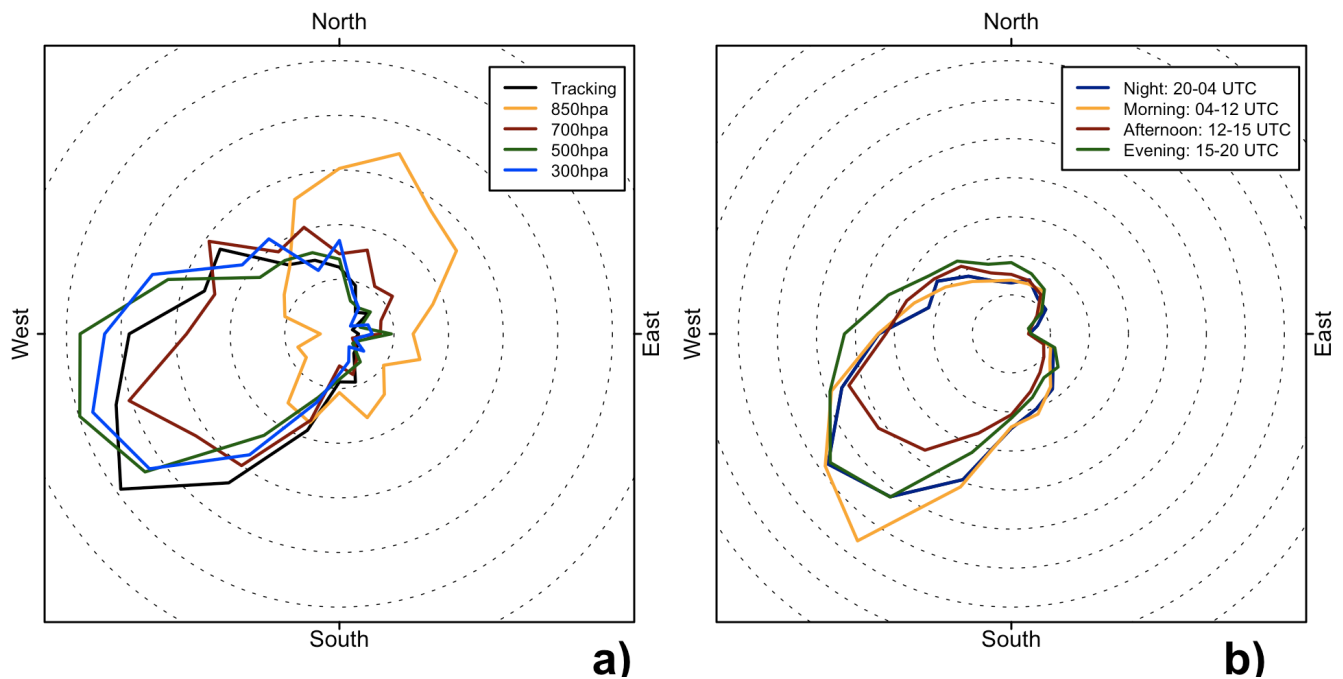 North
Tracking
850hpa
700hpa
500hpa
300hpa
West
East
South
a)
North
Night: 20-04 UTC
Morning: 04-12 UTC
Afternoon: 12-15 UTC
Evening: 15-20 UTC
West
East
South
b)